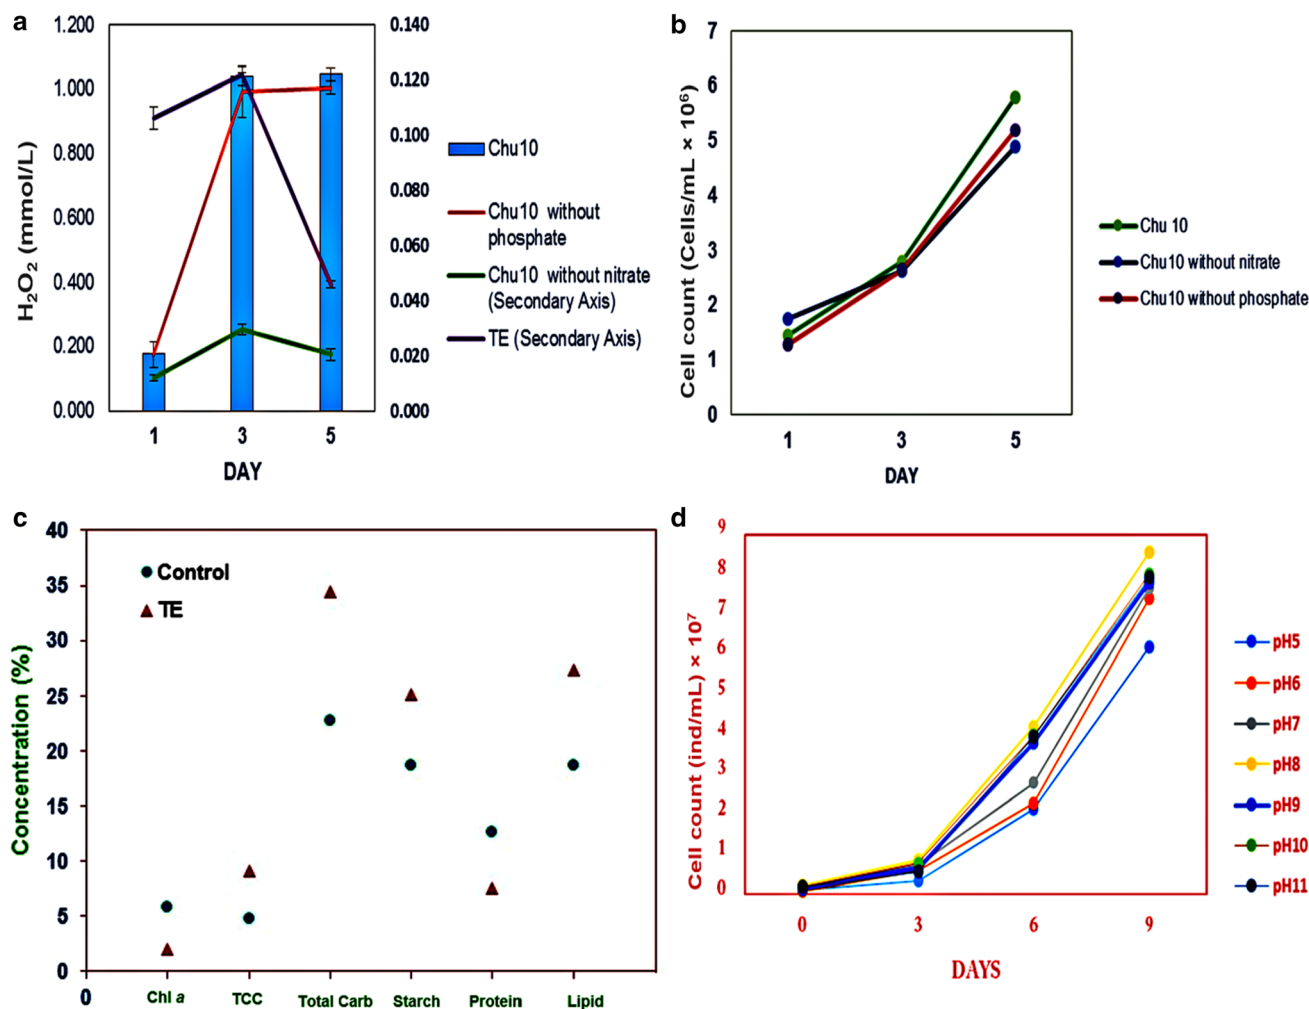 a
1.200
1.000
0.800
0.600
0.400
0.200
0.000
H₂O₂ (mmol/L)
0.140
0.120
0.100
0.080
0.060
0.040
0.020
0.000
1 3 5
DAY
Chu10
Chu10 without
phosphate
Chu10 without nitrate
(Secondary Axis)
TE (Secondary Axis)
b
7
6
5
4
3
2
1
0
Cell count (Cells/mL × 10⁶)
1 3 5
DAY
Chu 10
Chu10 without nitrate
Chu10 without phosphate
c
40
35
30
25
20
15
10
5
0
Concentration (%)
Control
TE
0 Chl a TCC Total Carb Starch Protein Lipid
d
9
8
7
6
5
4
3
2
1
0
Cell count (ind/mL) × 10⁷
0 3 6 9
DAYS
pH5
pH6
pH7
pH8
pH9
pH10
pH11